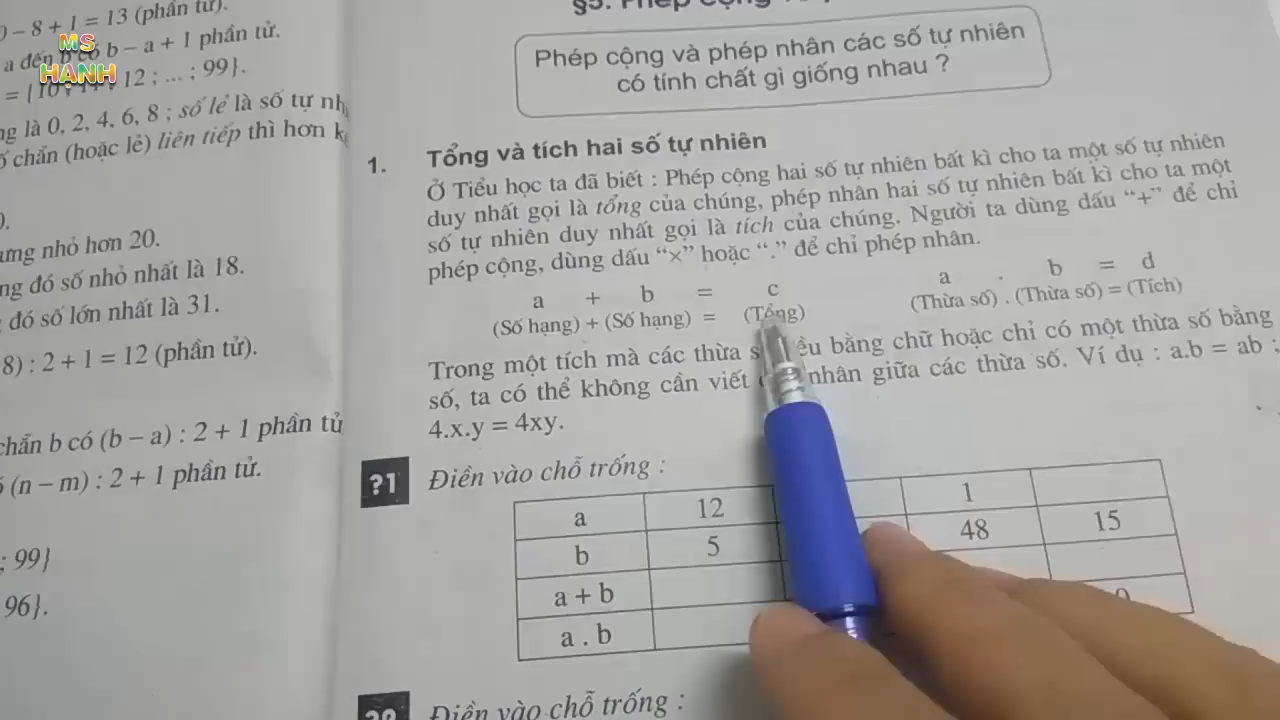 MS
HẠNH
– 8 + 1 = 13 (phần tử).
a đến b có b – a + 1 phần tử.
12 ; ... ; 99}.
là 0, 2, 4, 6, 8 ; số lẻ là số tự
chẵn (hoặc lẻ) liên tiếp thì hơn
nhỏ hơn 20.
đó số nhỏ nhất là 18.
đó số lớn nhất là 31.
8) : 2 + 1 = 12 (phần tử).
chẵn b có (b – a) : 2 + 1 phần tử
(n – m) : 2 + 1 phần tử.
; 99}
96}.
Phép cộng và phép nhân các số tự nhiên
có tính chất gì giống nhau ?
1. Tổng và tích hai số tự nhiên
Ở Tiểu học ta đã biết : Phép cộng hai số tự nhiên bất kì cho ta một số tự nhiên
duy nhất gọi là tổng của chúng, phép nhân hai số tự nhiên bất kì cho ta một
số tự nhiên duy nhất gọi là tích của chúng. Người ta dùng dấu “+” để chỉ
phép cộng, dùng dấu “×” hoặc “.” để chỉ phép nhân.
a + b = c a . b = d
(Số hạng) + (Số hạng) = (Tổng) (Thừa số) . (Thừa số) = (Tích)
Trong một tích mà các thừa bằng chữ hoặc chỉ có một thừa số bằng
số, ta có thể không cần viết nhân giữa các thừa số. Ví dụ : a.b = ab ;
4.x.y = 4xy.
?1 Điền vào chỗ trống :
a 12 1
b 5 48 15
a + b
a . b 0
Điền vào chỗ trống :